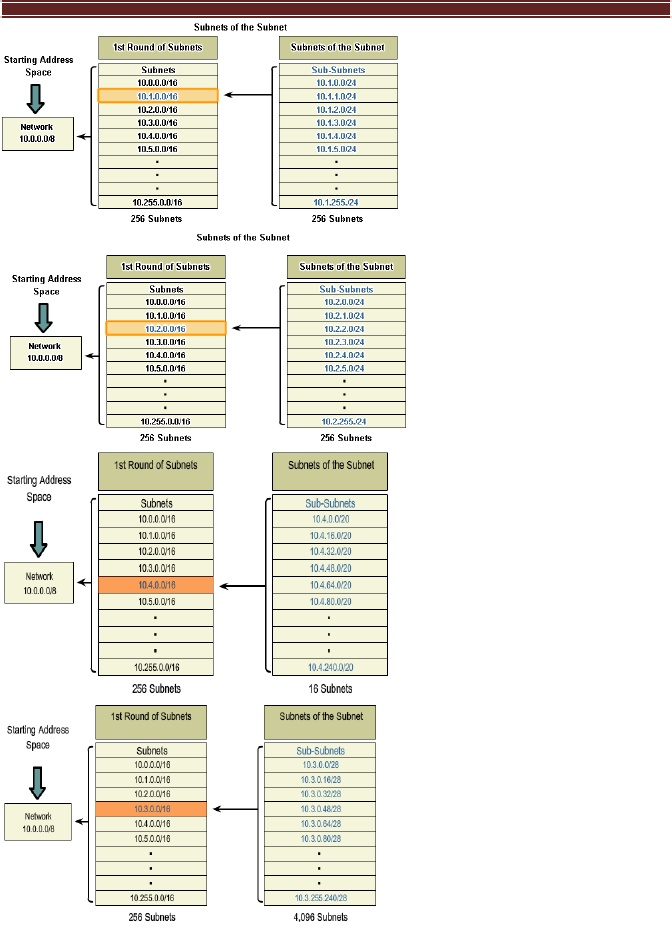 Subnets of the Subnet
1st Round of Subnets
Subnets of the Subnet
Starting Address
Space
Network
10.0.0.0/8
Subnets
10.0.0.0/16
10.1.0.0/16
10.2.0.0/16
10.3.0.0/16
10.4.0.0/16
10.5.0.0/16
10.255.0.0/16
256 Subnets
Sub-Subnets
10.1.0.0/24
10.1.1.0/24
10.1.2.0/24
10.1.3.0/24
10.1.4.0/24
10.1.5.0/24
10.1.255./24
256 Subnets
Subnets of the Subnet
1st Round of Subnets
Subnets of the Subnet
Starting Address
Space
Network
10.0.0.0/8
Subnets
10.0.0.0/16
10.1.0.0/16
10.2.0.0/16
10.3.0.0/16
10.4.0.0/16
10.5.0.0/16
10.255.0.0/16
256 Subnets
Sub-Subnets
10.2.0.0/24
10.2.1.0/24
10.2.2.0/24
10.2.3.0/24
10.2.4.0/24
10.2.5.0/24
10.2.255./24
256 Subnets
1st Round of Subnets
Subnets of the Subnet
Starting Address
Space
Network
10.0.0.0/8
Subnets
10.0.0.0/16
10.1.0.0/16
10.2.0.0/16
10.3.0.0/16
10.4.0.0/16
10.5.0.0/16
10.255.0.0/16
256 Subnets
Sub-Subnets
10.4.0.0/20
10.4.16.0/20
10.4.32.0/20
10.4.48.0/20
10.4.64.0/20
10.4.80.0/20
10.4.240.0/20
16 Subnets
1st Round of Subnets
Subnets of the Subnet
Starting Address
Space
Network
10.0.0.0/8
Subnets
10.0.0.0/16
10.1.0.0/16
10.2.0.0/16
10.3.0.0/16
10.4.0.0/16
10.5.0.0/16
10.255.0.0/16
256 Subnets
Sub-Subnets
10.3.0.0/28
10.3.0.16/28
10.3.0.32/28
10.3.0.48/28
10.3.0.64/28
10.3.0.80/28
10.3.255.240/28
4,096 Subnets